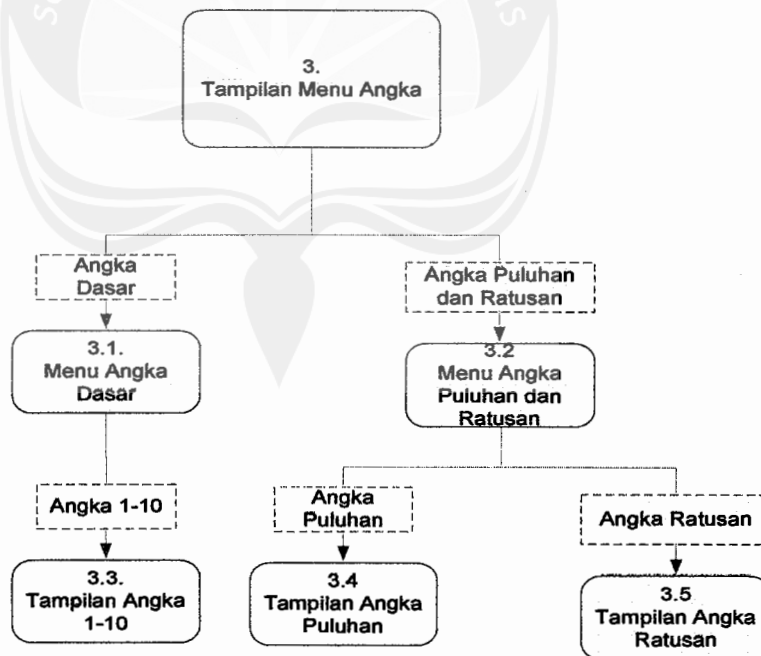 3.
Tampilan Menu Angka
Angka
Dasar
Angka Puluhan
dan Ratusan
3.1.
Menu Angka
Dasar
3.2
Menu Angka
Puluhan dan
Ratusan
Angka 1-10
Angka
Puluhan
Angka Ratusan
3.3.
Tampilan Angka
1-10
3.4
Tampilan Angka
Puluhan
3.5
Tampilan Angka
Ratusan